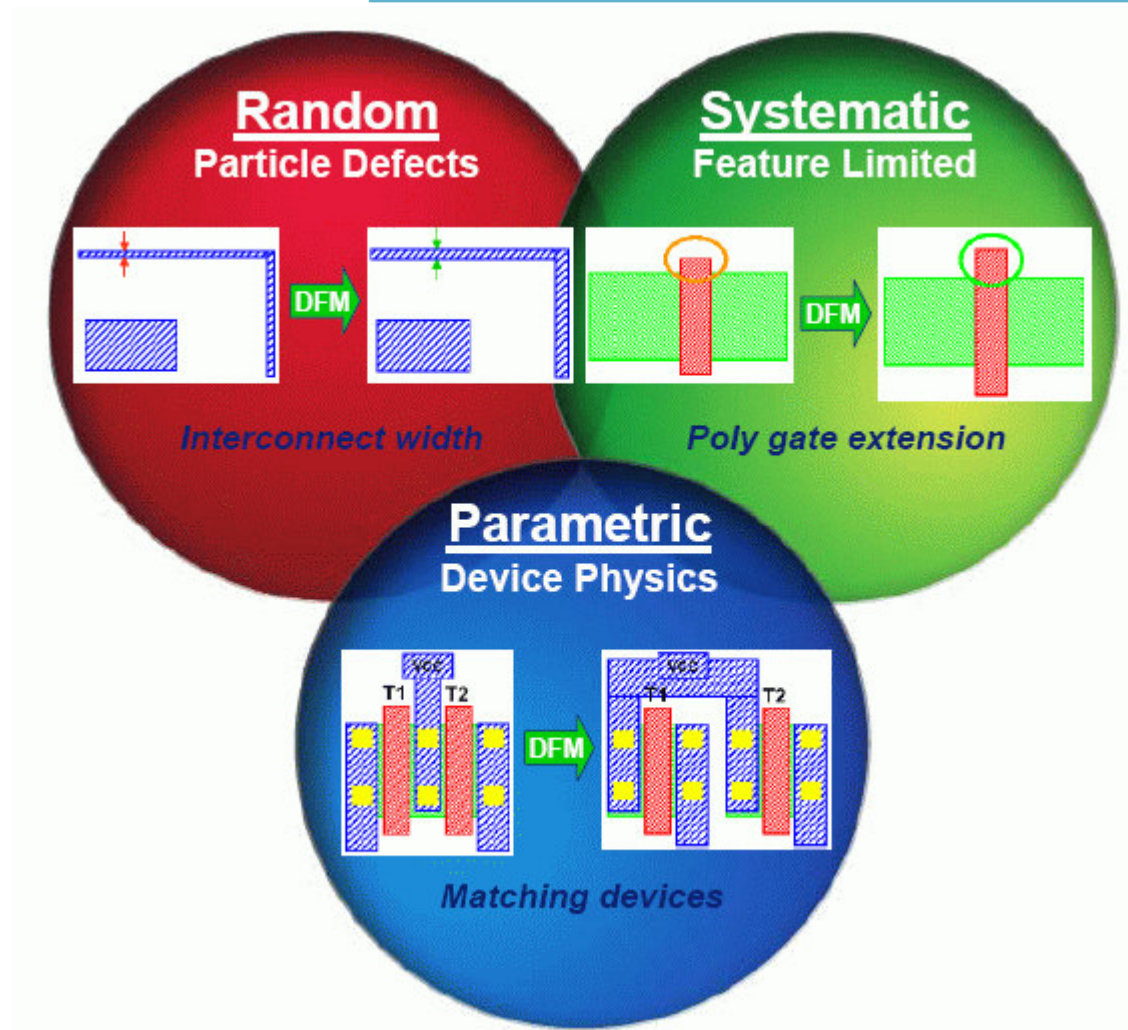 Random
Particle Defects
DFM
Interconnect width
Systematic
Feature Limited
DFM
Poly gate extension
Parametric
Device Physics
VCC
T1 T2
DFM
VCC
T1 T2
Matching devices